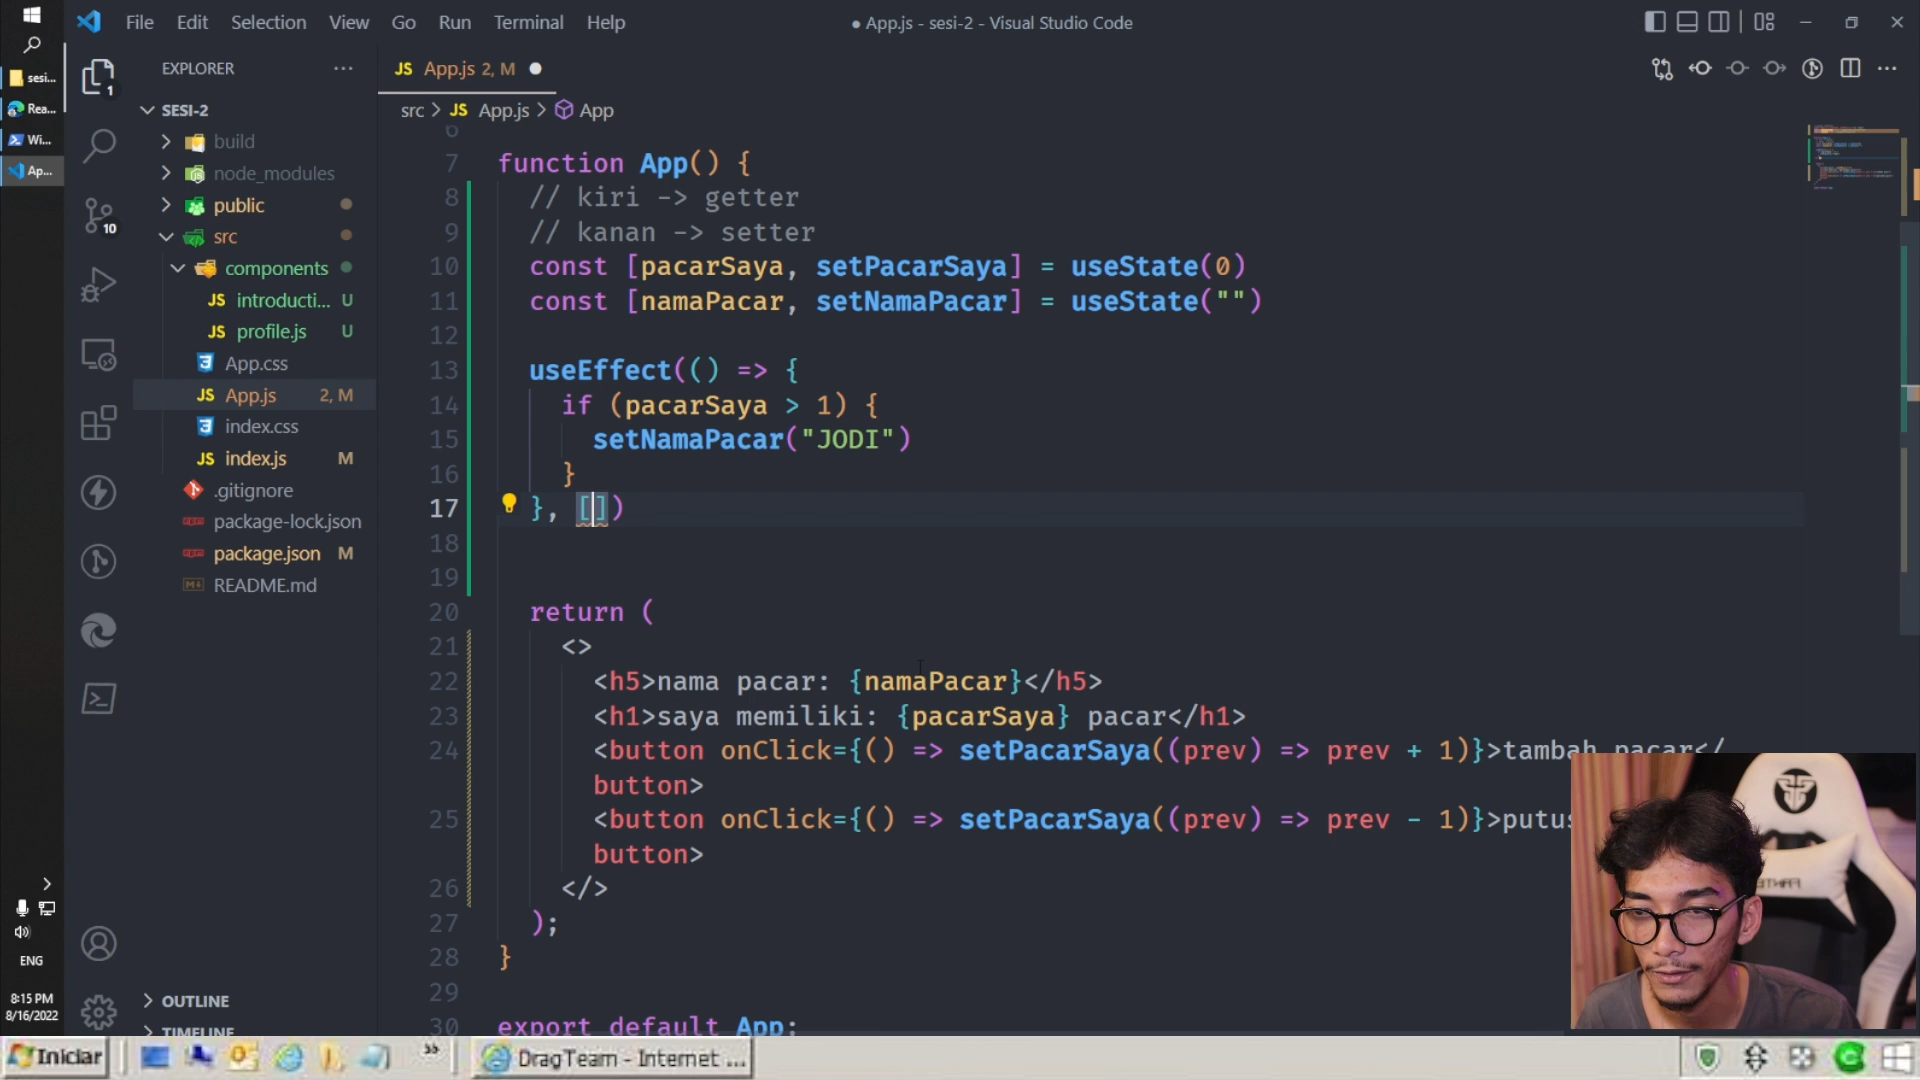 File Edit Selection View Go Run Terminal Help
● App.js - sesi-2 - Visual Studio Code
sesi...
Rea...
Wi...
Ap...
EXPLORER
SESI-2
build
node_modules
public
src
components
introducti... U
profile.js U
App.css
App.js 2, M
index.css
index.js M
.gitignore
package-lock.json
package.json M
README.md
OUTLINE
TIMELINE
1
10
JS App.js 2, M
src > JS App.js > App
6
7 function App() {
8 // kiri -> getter
9 // kanan -> setter
10 const [pacarSaya, setPacarSaya] = useState(0)
11 const [namaPacar, setNamaPacar] = useState("")
12
13 useEffect(() => {
14 if (pacarSaya > 1) {
15 setNamaPacar("JODI")
16 }
17 }, [])
18
19
20 return (
21 <>
22 <h5>nama pacar: {namaPacar}</h5>
23 <h1>saya memiliki: {pacarSaya} pacar</h1>
24 <button onClick={() => setPacarSaya((prev) => prev + 1)}>tambah pacar</
button>
25 <button onClick={() => setPacarSaya((prev) => prev - 1)}>putus
button>
26 </>
27 );
28 }
29
30 export default App;
ENG
8:15 PM
8/16/2022
Iniciar
DragTeam - Internet ...